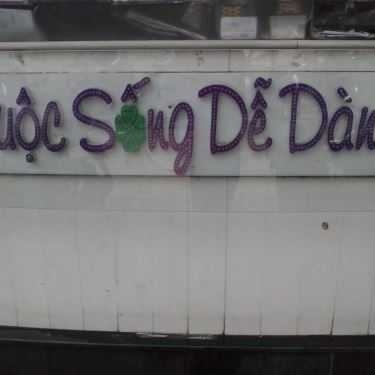 uộc Sống Dễ Dàn